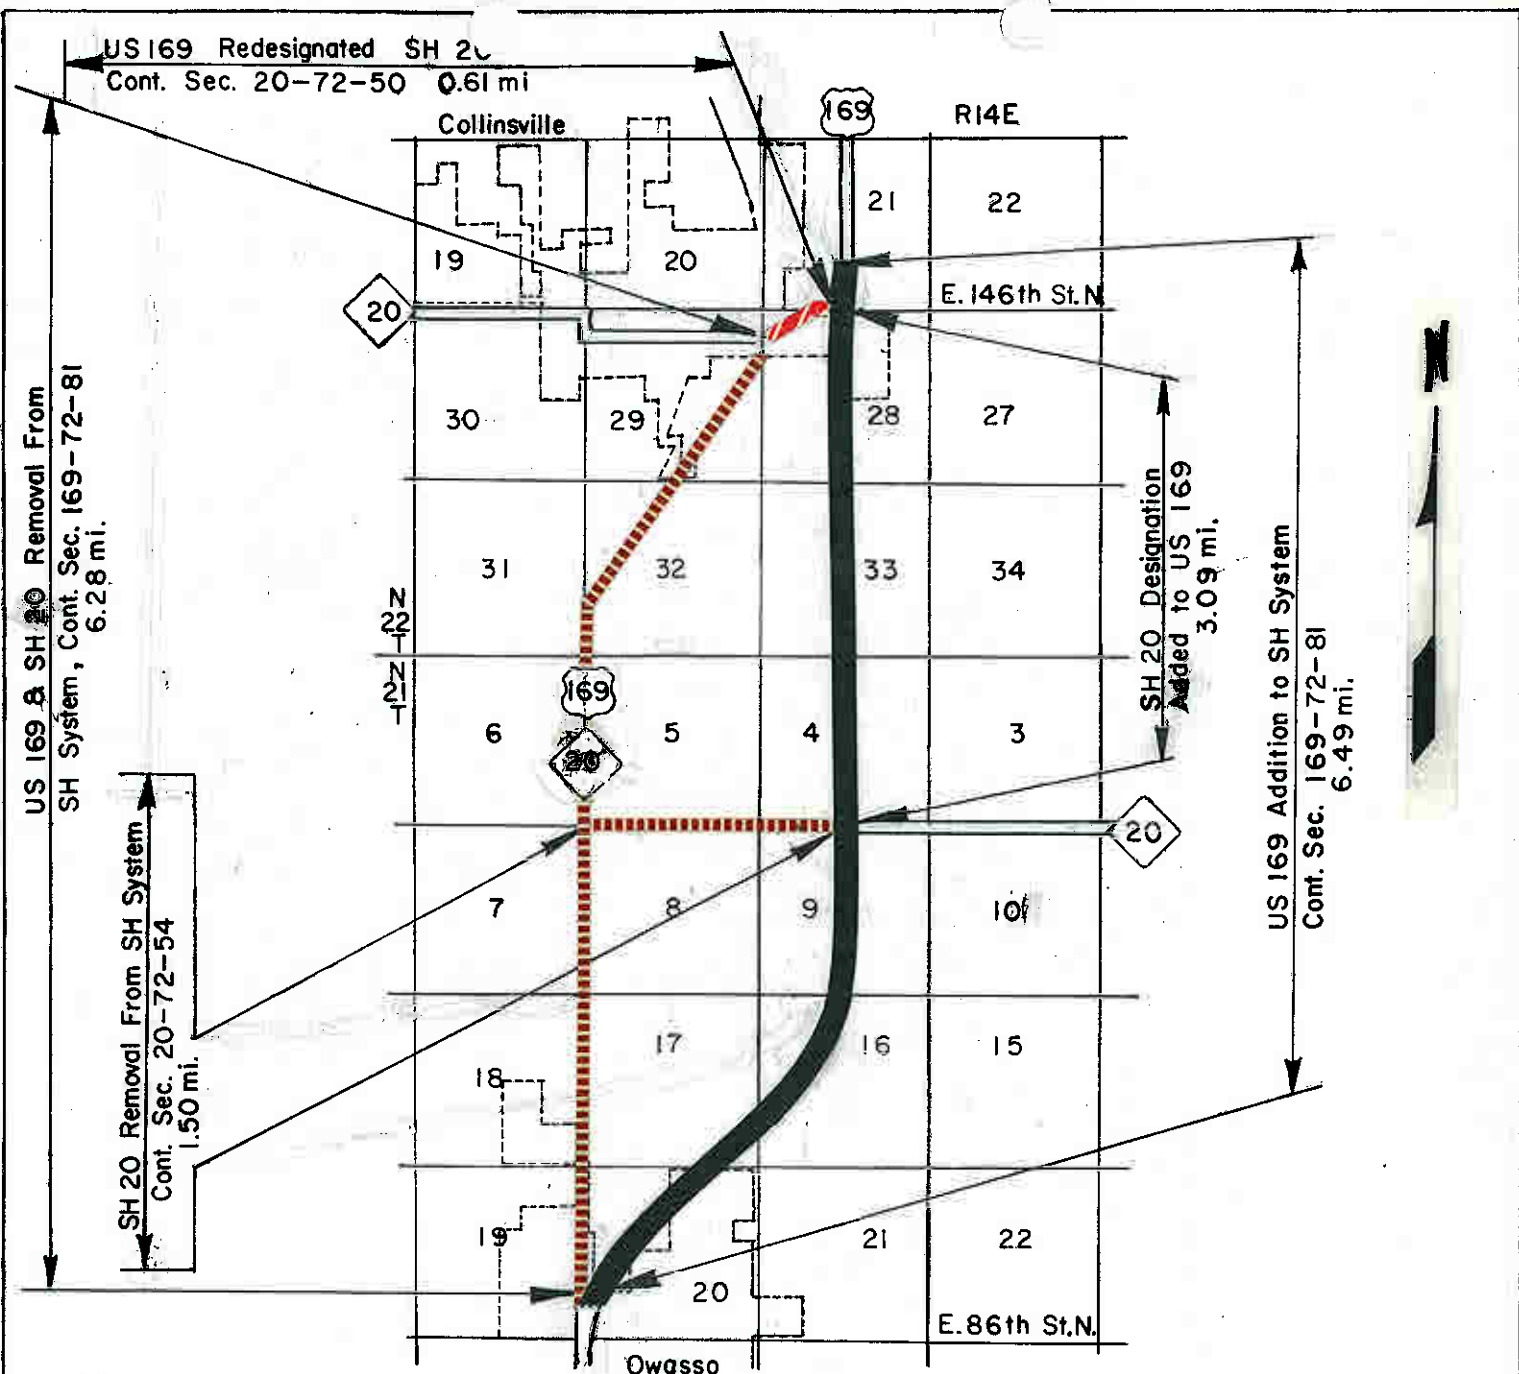 US 169 Redesignated SH 20
Cont. Sec. 20-72-50 0.61 mi
Collinsville
169
R14E
21
22
19
20
20
E. 146th St. N.
30
29
28
27
31
32
33
34
N
22
T
N
21
T
169
20
6
5
4
3
20
7
8
9
10
17
16
15
18
19
20
21
22
E. 86th St. N.
Owasso
US 169 & SH 20 Removal From
SH System, Cont. Sec. 169-72-81
6.28 mi.
SH 20 Removal From SH System
Cont. Sec. 20-72-54
1.50 mi.
SH 20 Designation
Added to US 169
3.09 mi.
US 169 Addition to SH System
Cont. Sec. 169-72-81
6.49 mi.
N